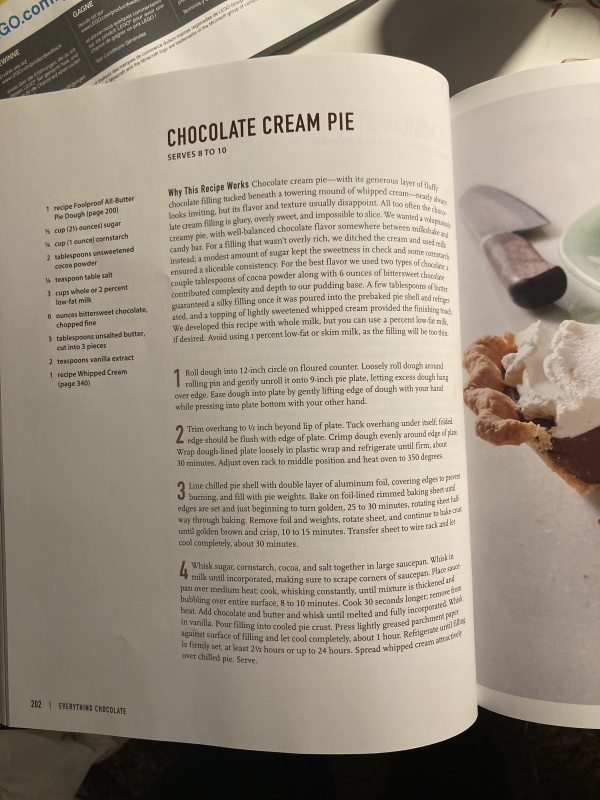 GO.com
GAGNE
WINNE
CHOCOLATE CREAM PIE
SERVES 8 TO 10
1 recipe Foolproof All-Butter
Pie Dough (page 200)
cup (2½ ounces) sugar
¼ cup (1 ounce) cornstarch
2 tablespoons unsweetened
cocoa powder
teaspoon table salt
3 cups whole or 2 percent
low-fat milk
6 ounces bittersweet chocolate,
chopped fine
3 tablespoons unsalted butter,
cut into 3 pieces
2 teaspoons vanilla extract
1 recipe Whipped Cream
(page 340)
Why This Recipe Works Chocolate cream pie—with its generous layer of fluffy
chocolate filling tucked beneath a towering mound of whipped cream—nearly always
looks inviting, but its flavor and texture usually disappoint. All too often the choco-
late cream filling is gluey, overly sweet, and impossible to slice. We wanted a voluptuously
creamy pie, with well-balanced chocolate flavor somewhere between milkshake and
candy bar. For a filling that wasn't overly rich, we ditched the cream and used milk
instead; a modest amount of sugar kept the sweetness in check and some cornstarch
ensured a sliceable consistency. For the best flavor we used two types of chocolate: a
couple tablespoons of cocoa powder along with 6 ounces of bittersweet chocolate
contributed complexity and depth to our pudding base. A few tablespoons of butter
guaranteed a silky filling once it was poured into the prebaked pie shell and refriger-
ated, and a topping of lightly sweetened whipped cream provided the finishing touch.
We developed this recipe with whole milk, but you can use 2 percent low-fat milk,
if desired. Avoid using 1 percent low-fat or skim milk, as the filling will be too thin.
1 Roll dough into 12-inch circle on floured counter. Loosely roll dough around
rolling pin and gently unroll it onto 9-inch pie plate, letting excess dough hang
over edge. Ease dough into plate by gently lifting edge of dough with your hand
while pressing into plate bottom with your other hand.
2 Trim overhang to ½ inch beyond lip of plate. Tuck overhang under itself; folded
edge should be flush with edge of plate. Crimp dough evenly around edge of plate.
Wrap dough-lined plate loosely in plastic wrap and refrigerate until firm, about
30 minutes. Adjust oven rack to middle position and heat oven to 350 degrees.
3 Line chilled pie shell with double layer of aluminum foil, covering edges to prevent
burning, and fill with pie weights. Bake on foil-lined rimmed baking sheet until
edges are set and just beginning to turn golden, 25 to 30 minutes, rotating sheet half-
way through baking. Remove foil and weights, rotate sheet, and continue to bake crust
until golden brown and crisp, 10 to 15 minutes. Transfer sheet to wire rack and let
cool completely, about 30 minutes.
4 Whisk sugar, cornstarch, cocoa, and salt together in large saucepan. Whisk in
milk until incorporated, making sure to scrape corners of saucepan. Place sauce-
pan over medium heat; cook, whisking constantly, until mixture is thickened and
bubbling over entire surface, 8 to 10 minutes. Cook 30 seconds longer; remove from
heat. Add chocolate and butter and whisk until melted and fully incorporated. Whisk
in vanilla. Pour filling into cooled pie crust. Press lightly greased parchment paper
against surface of filling and let cool completely, about 1 hour. Refrigerate until filling
is firmly set, at least 2½ hours or up to 24 hours. Spread whipped cream attractively
over chilled pie. Serve.
202 | EVERYTHING CHOCOLATE